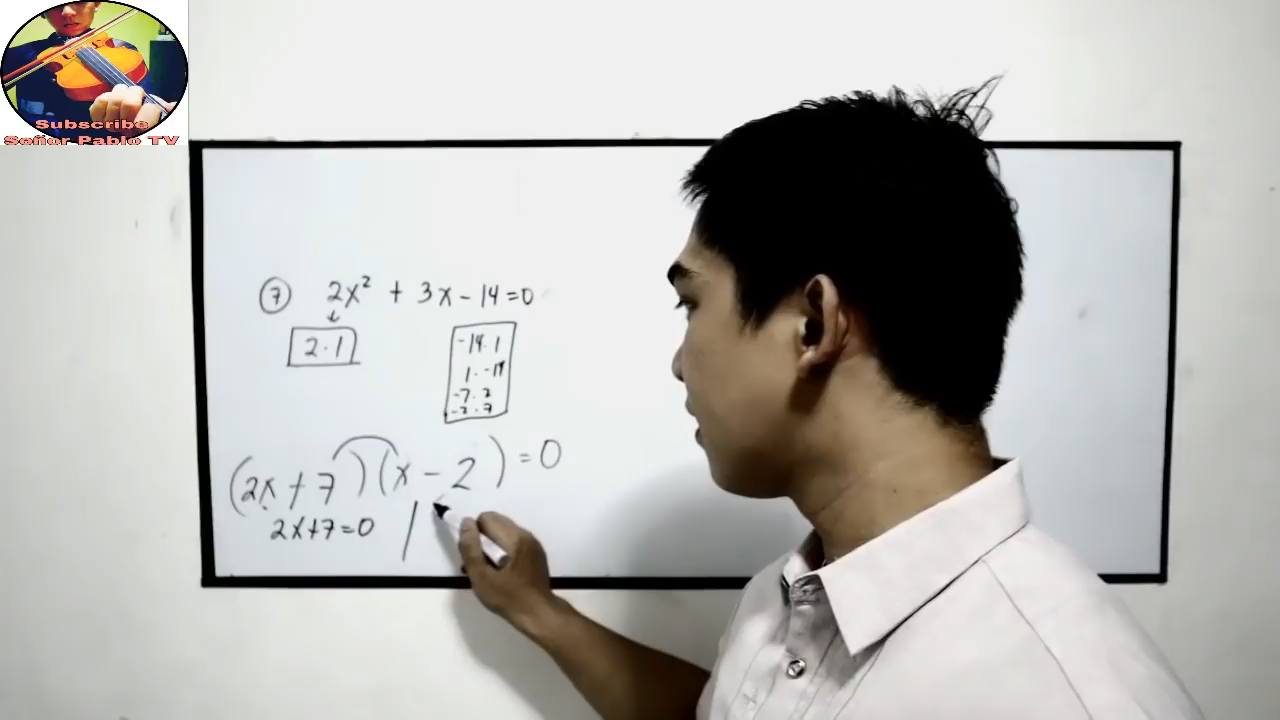 Subscribe
Señor Pablo TV
7 2x² + 3x - 14 = 0
2 · 1
-14 · 1
1 · -14
-7 · 2
-2 · 7
(2x + 7)(x - 2) = 0
2x + 7 = 0 |